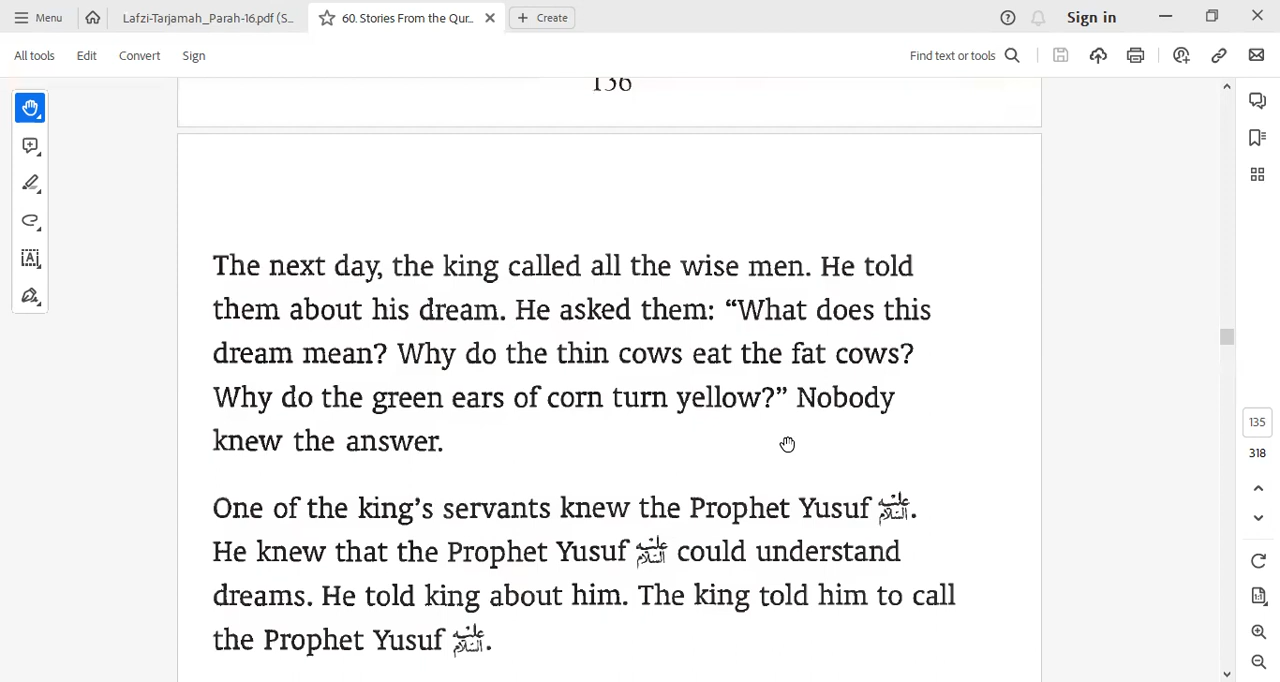 Menu
Lafzi-Tarjamah_Parah-16.pdf (S...
60. Stories From the Qur...
Create
Sign in
All tools
Edit
Convert
Sign
Find text or tools
136
The next day, the king called all the wise men. He told
them about his dream. He asked them: “What does this
dream mean? Why do the thin cows eat the fat cows?
Why do the green ears of corn turn yellow?” Nobody
knew the answer.
One of the king’s servants knew the Prophet Yusuf عليه السلام.
He knew that the Prophet Yusuf عليه السلام could understand
dreams. He told king about him. The king told him to call
the Prophet Yusuf عليه السلام.
135
318